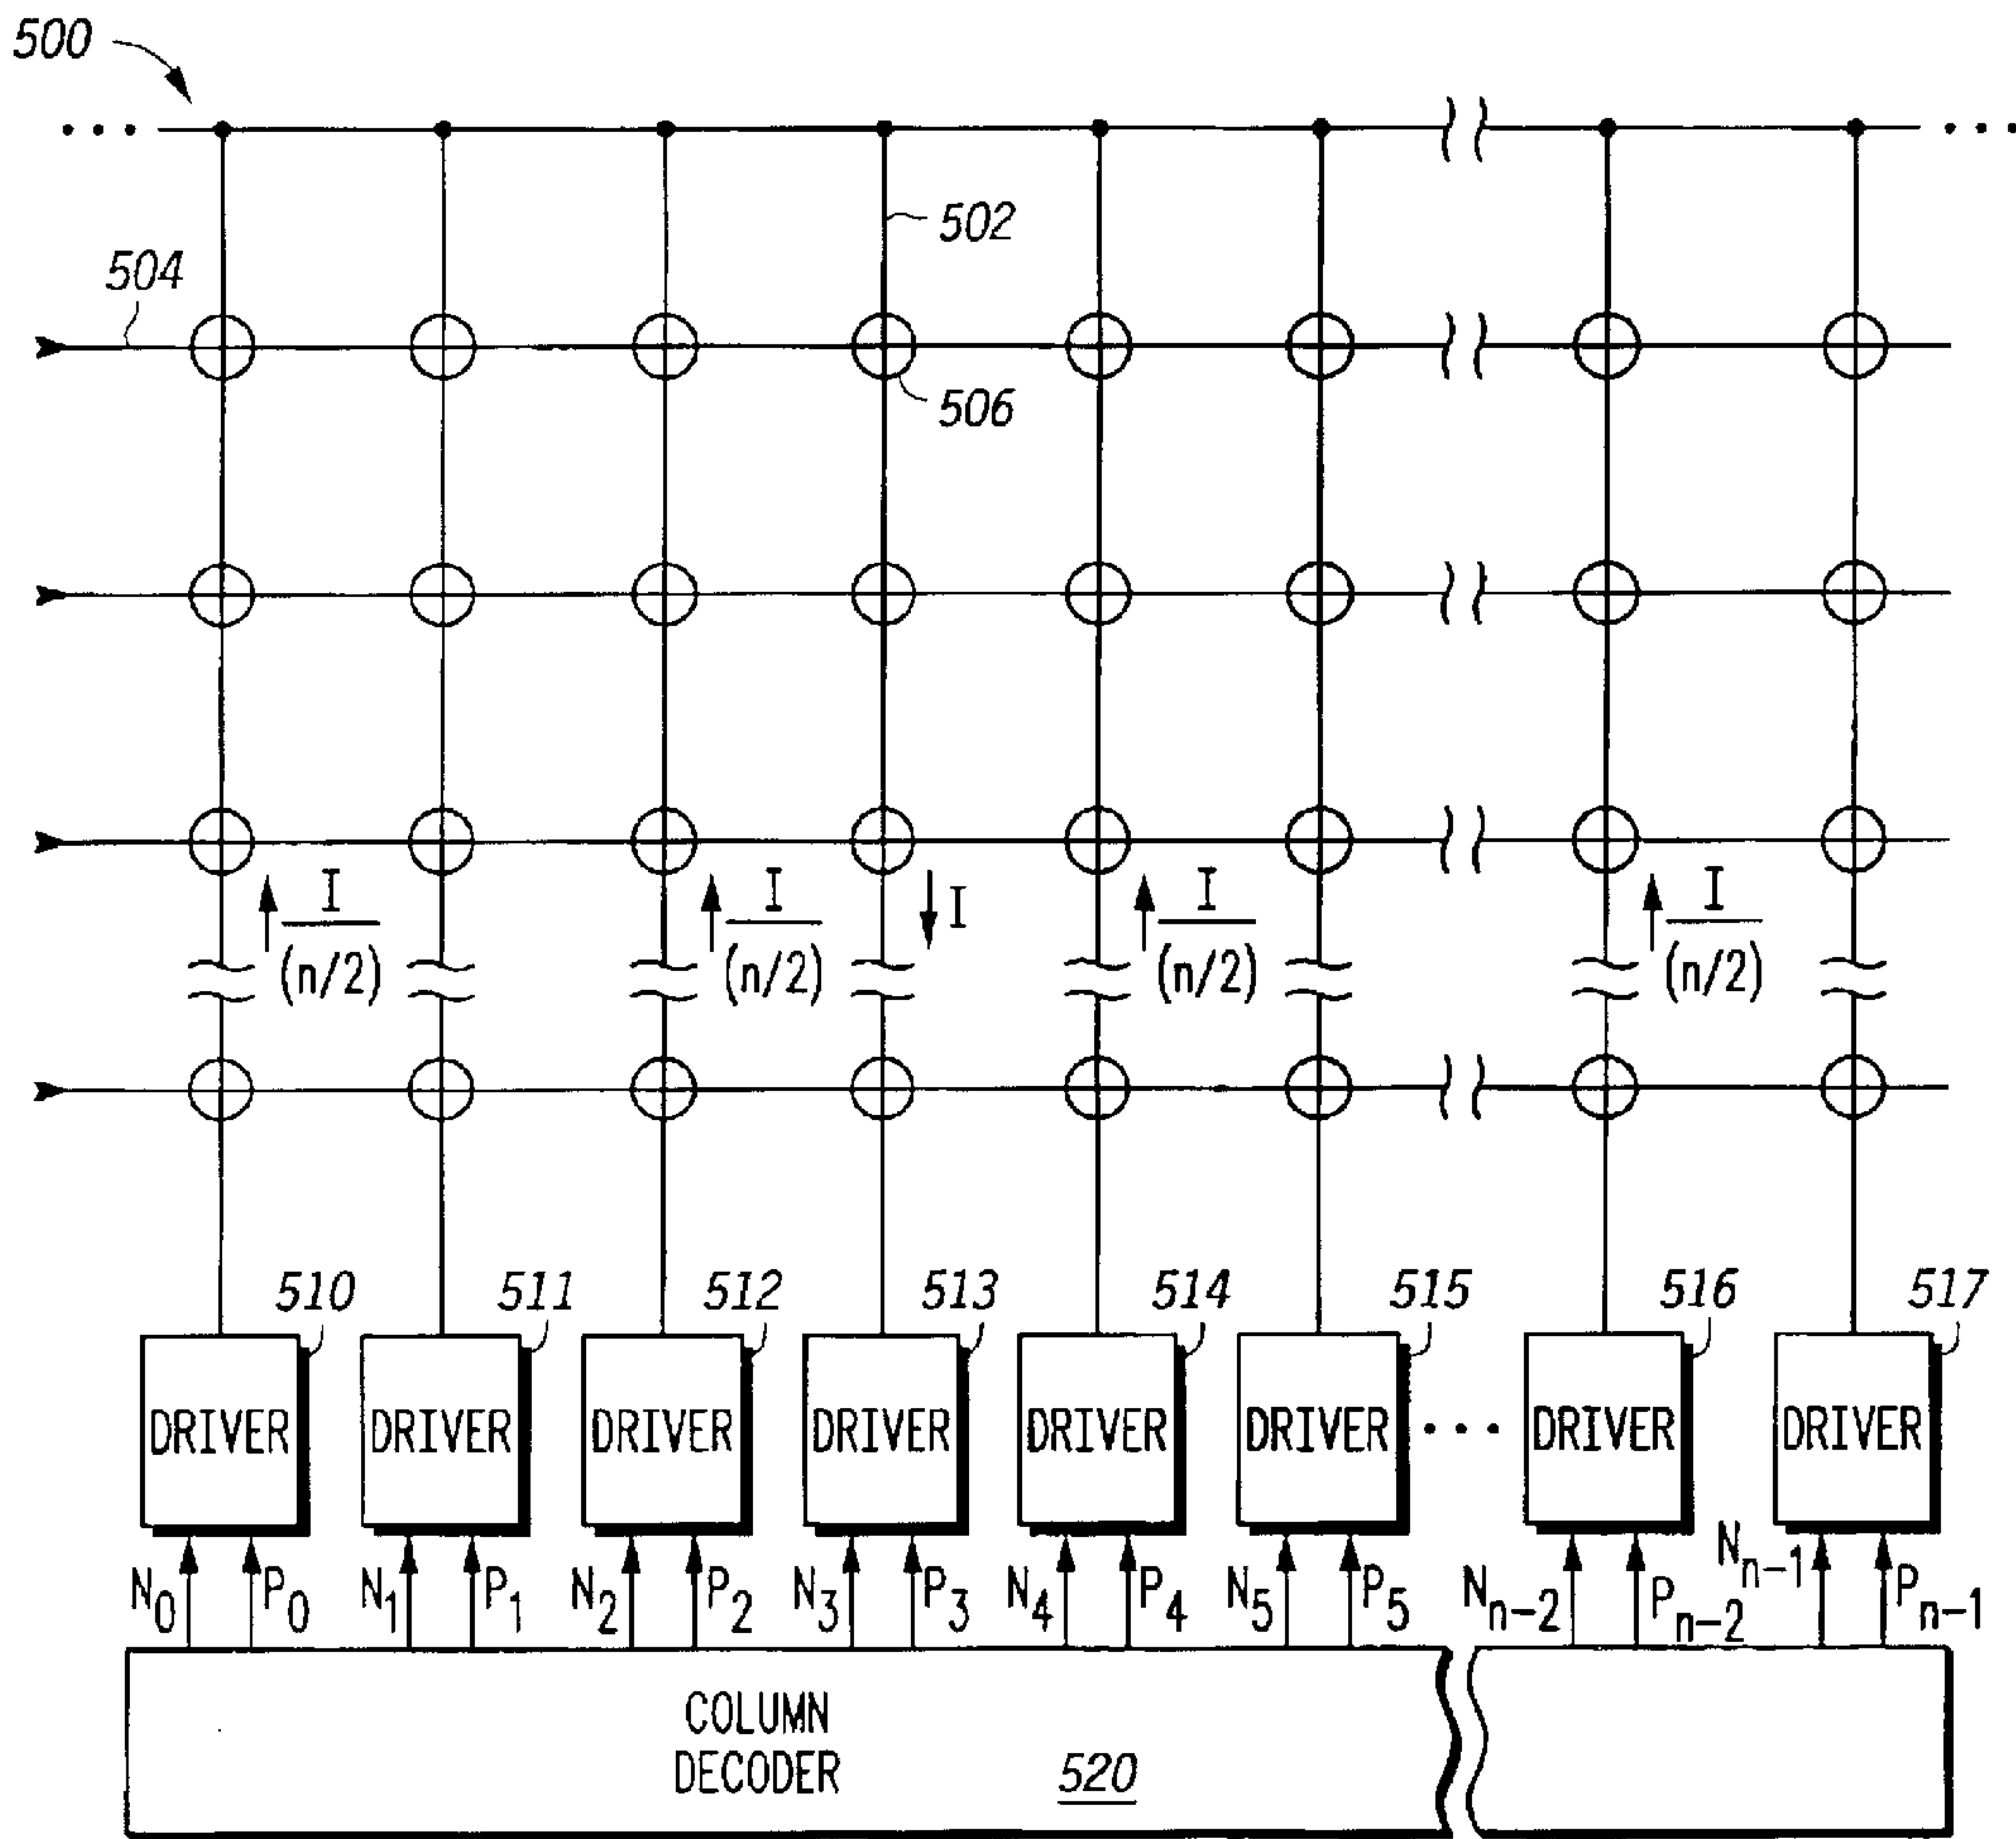 500
. . .
. . .
502
504
506
I
(n/2)
I
(n/2)
I
I
(n/2)
I
(n/2)
510 511 512 513 514 515 516 517
DRIVER DRIVER DRIVER DRIVER DRIVER DRIVER . . . DRIVER DRIVER
N0 P0 N1 P1 N2 P2 N3 P3 N4 P4 N5 P5 Nn-2 Pn-2 Nn-1 Pn-1
COLUMN
DECODER 520